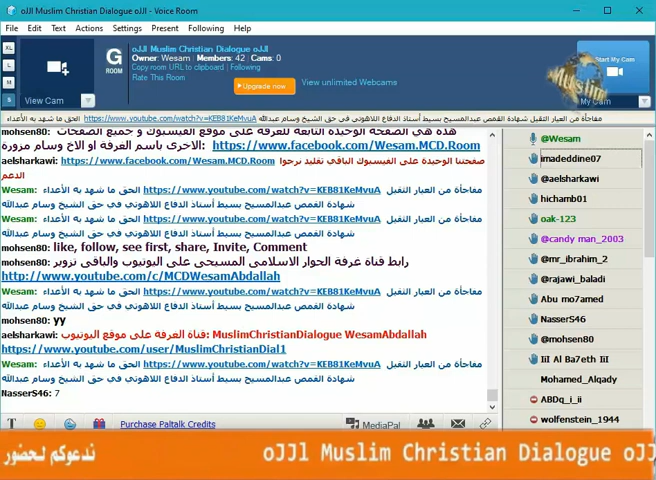 oJJl Muslim Christian Dialogue oJJl - Voice Room
File Edit Text Actions Settings Present Following Help
XL
L
M
S
View Cam
G
ROOM
oJJl Muslim Christian Dialogue oJJl
Owner: Wesam | Members: 42 | Cams: 0
Copy room URL to clipboard | Following
Rate This Room
Upgrade now
View unlimited Webcams
Start My Cam
My Cam
Muslim
مفاجأة من العيار الثقيل شهادة القمص عبدالمسيح بسيط أستاذ الدفاع اللاهوتي في حق الشيخ وسام عبدالله https://www.youtube.com/watch?v=KEB81KeMvuA الحق ما شهد به الأعداء
mohsen80: هذه هي الصفحة الوحيدة التابعة للغرفة على موقع الفيسبوك و جميع الصفحات
الاخرى باسم الغرفة او الاخ وسام مزورة: https://www.facebook.com/Wesam.MCD.Room
aelsharkawi: https://www.facebook.com/Wesam.MCD.Room صفحتنا الوحيدة على الفيسبوك الباقي تقليد نرجوا
الدعم
Wesam: مفاجأة من العيار الثقيل https://www.youtube.com/watch?v=KEB81KeMvuA الحق ما شهد به الأعداء
شهادة القمص عبدالمسيح بسيط أستاذ الدفاع اللاهوتي في حق الشيخ وسام عبدالله
Wesam: مفاجأة من العيار الثقيل https://www.youtube.com/watch?v=KEB81KeMvuA الحق ما شهد به الأعداء
شهادة القمص عبدالمسيح بسيط أستاذ الدفاع اللاهوتي في حق الشيخ وسام عبدالله
mohsen80: like, follow, see first, share, Invite, Comment
mohsen80: رابط قناة غرفة الحوار الاسلامي المسيحي على اليوتيوب والباقي تزوير
http://www.youtube.com/c/MCDWesamAbdallah
Wesam: مفاجأة من العيار الثقيل https://www.youtube.com/watch?v=KEB81KeMvuA الحق ما شهد به الأعداء
شهادة القمص عبدالمسيح بسيط أستاذ الدفاع اللاهوتي في حق الشيخ وسام عبدالله
mohsen80: yy
aelsharkawi: قناة الغرفة على موقع اليوتيوب: MuslimChristianDialogue WesamAbdallah
https://www.youtube.com/user/MuslimChristianDial1
Wesam: مفاجأة من العيار الثقيل https://www.youtube.com/watch?v=KEB81KeMvuA الحق ما شهد به الأعداء
شهادة القمص عبدالمسيح بسيط أستاذ الدفاع اللاهوتي في حق الشيخ وسام عبدالله
NasserS46: 7
@Wesam
imadeddine07
@aelsharkawi
hichamb01
oak-123
@candy man_2003
@mr_ibrahim_2
@rajawi_baladi
Abu mo7amed
NasserS46
@mohsen80
IiI Al Ba7eth IiI
Mohamed_Alqady
ABDq_i_ii
wolfenstein_1944
T Purchase Paltalk Credits MediaPal
ندعوكم لحضور oJJl Muslim Christian Dialogue oJJ